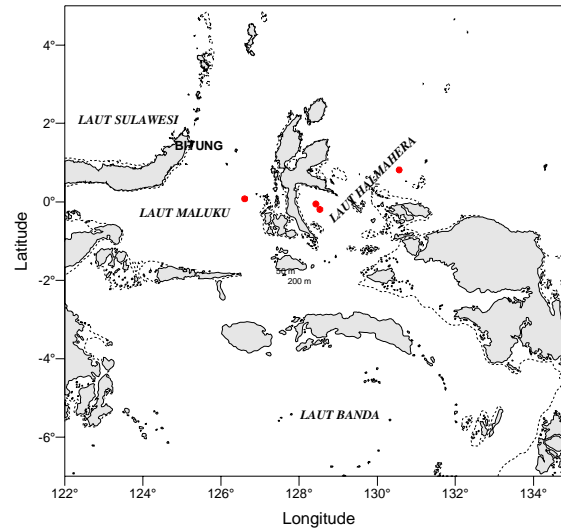 4°
2°
0°
-2°
-4°
-6°
Latitude
LAUT SULAWESI
BITUNG
LAUT MALUKU
LAUT HALMAHERA
50 m
200 m
LAUT BANDA
122°
124°
126°
128°
130°
132°
134°
Longitude